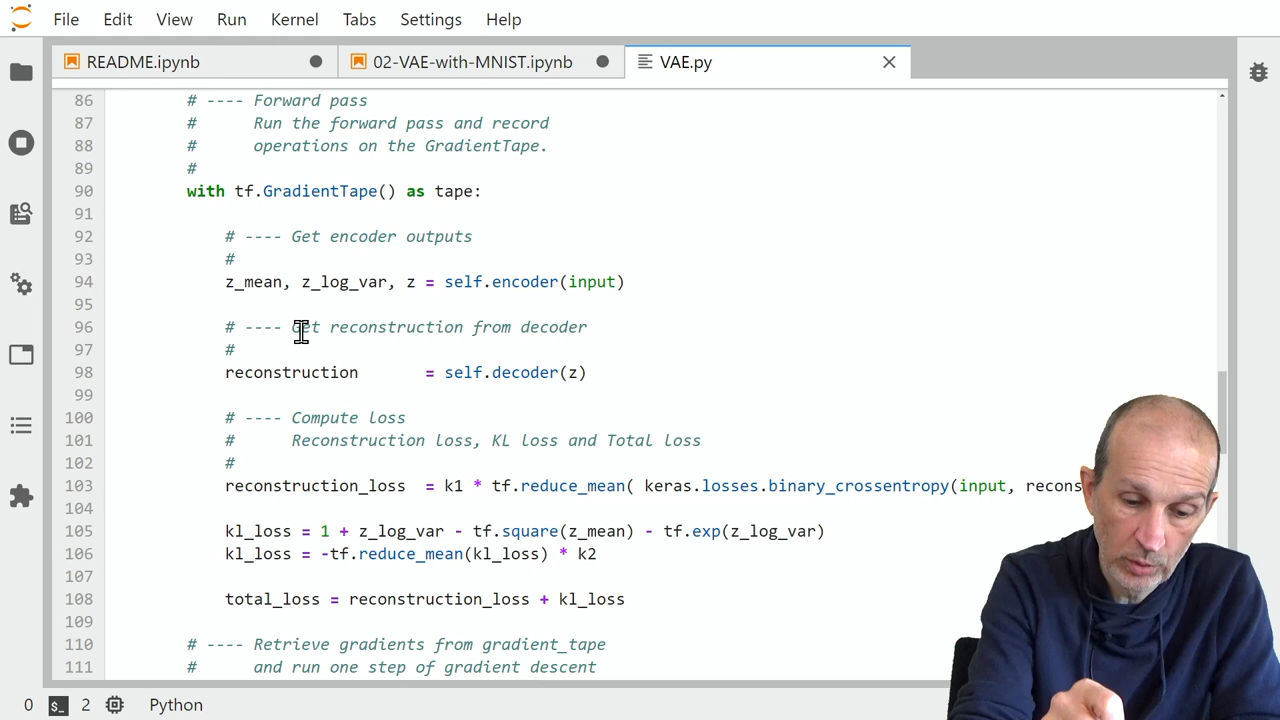 File Edit View Run Kernel Tabs Settings Help
README.ipynb 02-VAE-with-MNIST.ipynb VAE.py
86 # ---- Forward pass
87 #      Run the forward pass and record
88 #      operations on the GradientTape.
89 #
90 with tf.GradientTape() as tape:
91
92 # ---- Get encoder outputs
93 #
94 z_mean, z_log_var, z = self.encoder(input)
95
96 # ---- Get reconstruction from decoder
97 #
98 reconstruction       = self.decoder(z)
99
100 # ---- Compute loss
101 #      Reconstruction loss, KL loss and Total loss
102 #
103 reconstruction_loss  = k1 * tf.reduce_mean( keras.losses.binary_crossentropy(input, recons
104
105 kl_loss = 1 + z_log_var - tf.square(z_mean) - tf.exp(z_log_var)
106 kl_loss = -tf.reduce_mean(kl_loss) * k2
107
108 total_loss = reconstruction_loss + kl_loss
109
110 # ---- Retrieve gradients from gradient_tape
111 #      and run one step of gradient descent
0 $_ 2 Python